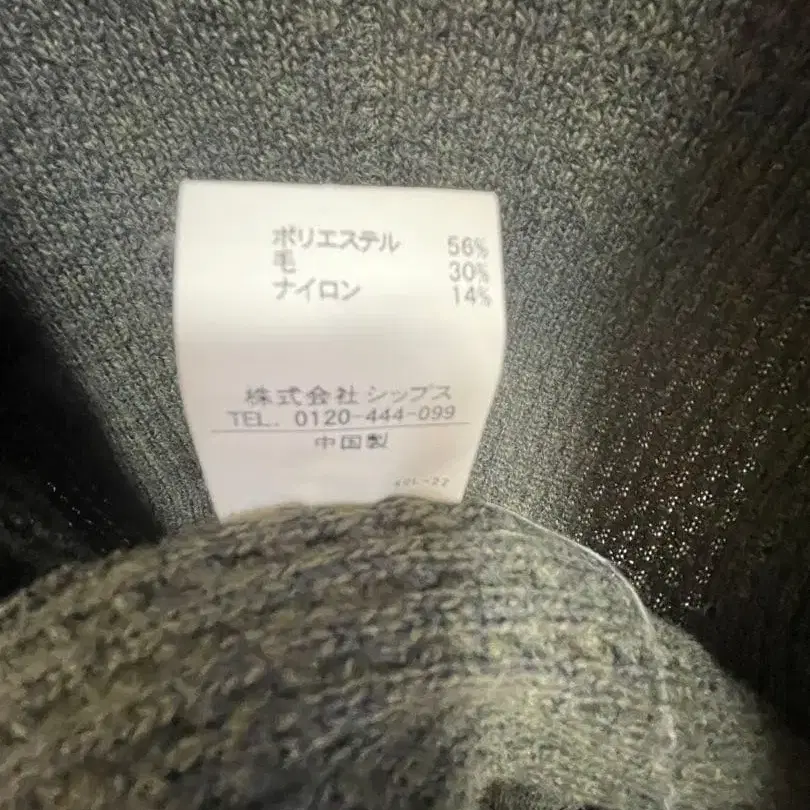 ポリエステル 56%
毛 30%
ナイロン 14%
株式会社 シップス
TEL. 0120-444-099
中国製